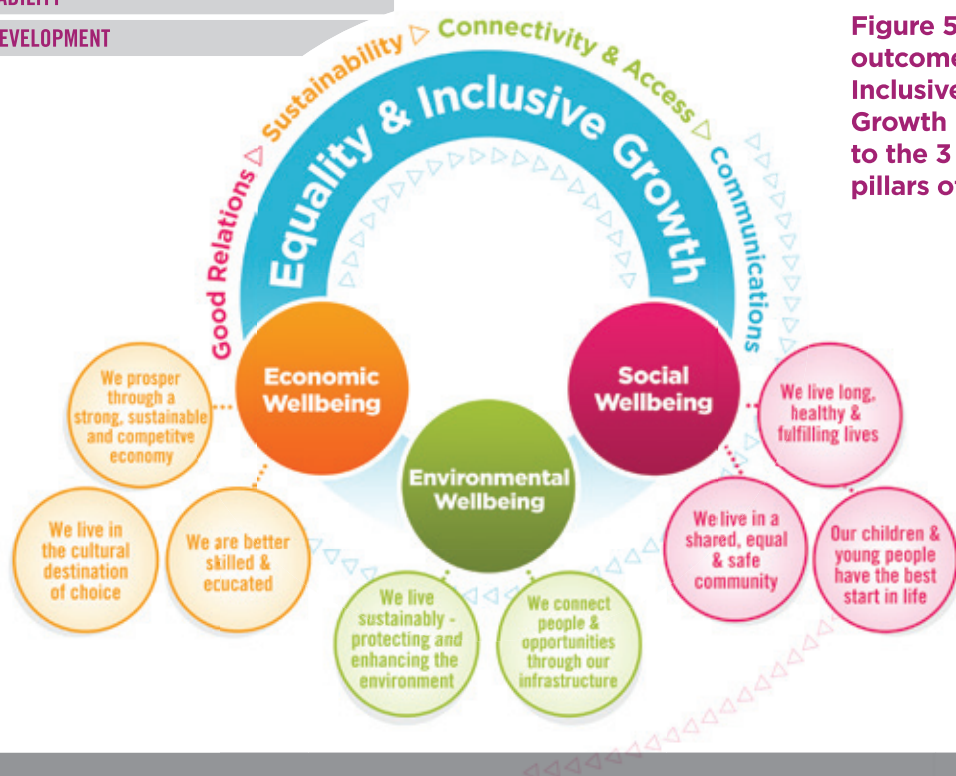 EVELOPMENT
Figure 5
outcome
Inclusive
Growth
to the 3
pillars o
Good Relations
Sustainability
Connectivity & Access
Communications
Equality & Inclusive Growth
Economic
Wellbeing
Environmental
Wellbeing
Social
Wellbeing
We prosper
through a
strong, sustainable
and competitve
economy
We live in
the cultural
destination
of choice
We are better
skilled &
ecucated
We live
sustainably -
protecting and
enhancing the
environment
We connect
people &
opportunities
through our
infrastructure
We live in a
shared, equal
& safe
community
We live long,
healthy &
fulfilling lives
Our children &
young people
have the best
start in life